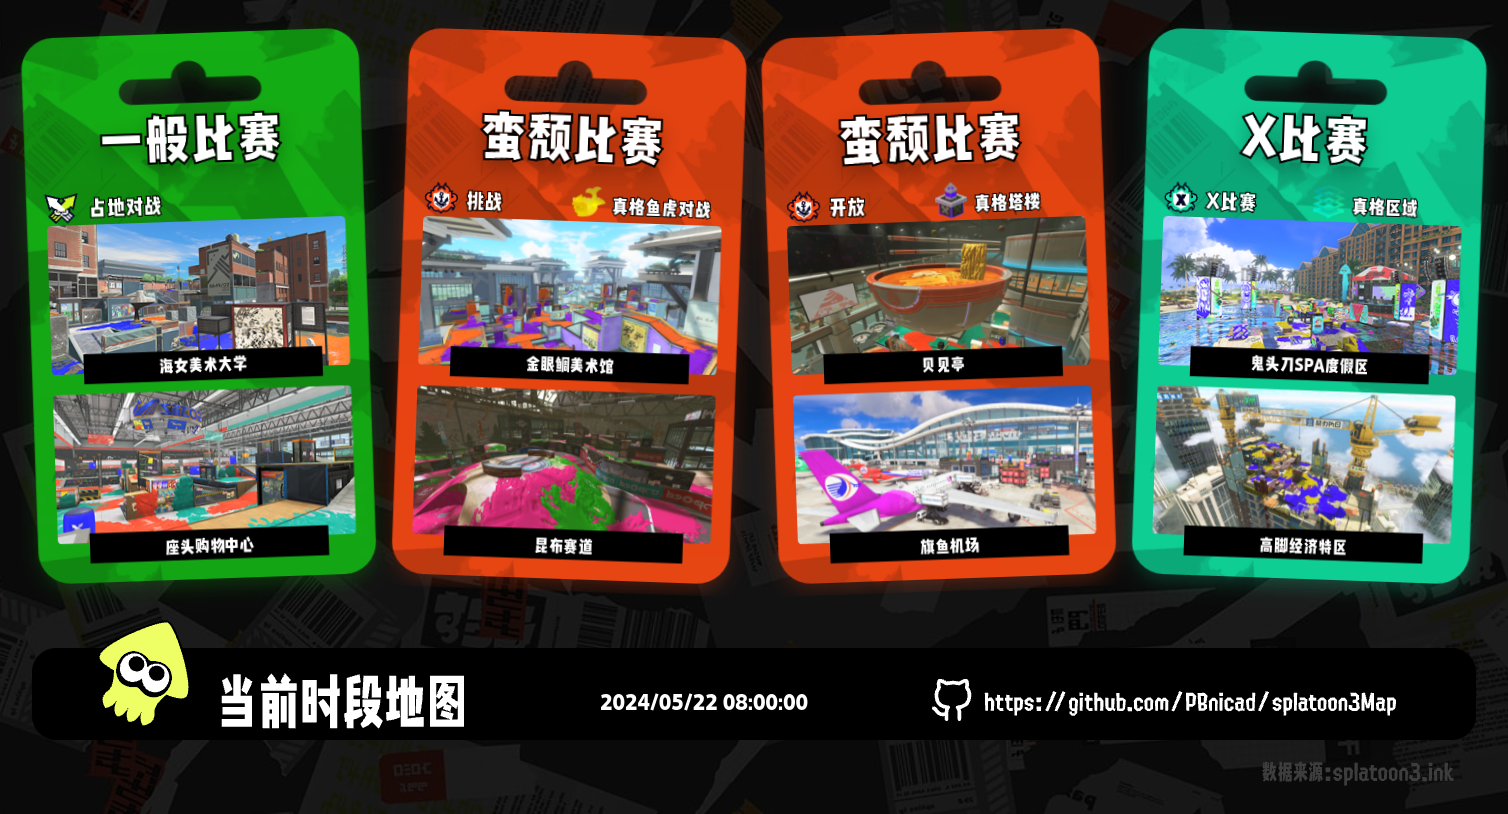 一般比赛
占地对战
海女美术大学
座头购物中心
蛮颓比赛
挑战
真格鱼虎对战
金眼鲷美术馆
昆布赛道
蛮颓比赛
开放
真格塔楼
贝见亭
旗鱼机场
X比赛
X比赛
真格区域
鬼头刀SPA度假区
高脚经济特区
当前时段地图
2024/05/22 08:00:00
https://github.com/PBnicad/splatoon3Map
数据来源:splatoon3.ink